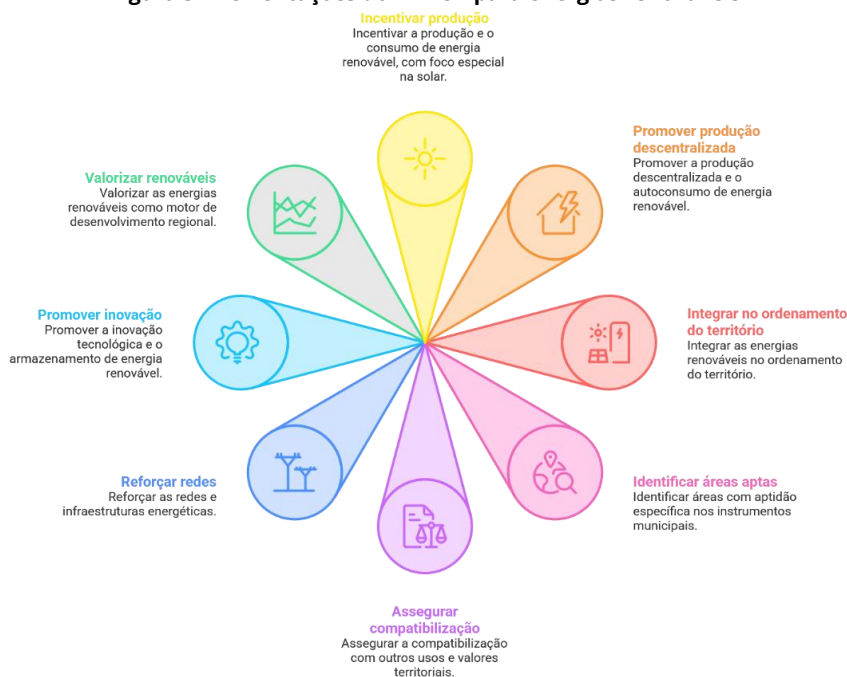 Incentivar produção
Incentivar a produção e o
consumo de energia
renovável, com foco especial
na solar.
Promover produção
descentralizada
Promover a produção
descentralizada e o
autoconsumo de energia
renovável.
Valorizar renováveis
Valorizar as energias
renováveis como motor de
desenvolvimento regional.
Promover inovação
Promover a inovação
tecnológica e o
armazenamento de energia
renovável.
Integrar no ordenamento
do território
Integrar as energias
renováveis no ordenamento
do território.
Reforçar redes
Reforçar as redes e
infraestruturas energéticas.
Identificar áreas aptas
Identificar áreas com aptidão
específica nos instrumentos
municipais.
Assegurar
compatibilização
Assegurar a compatibilização
com outros usos e valores
territoriais.